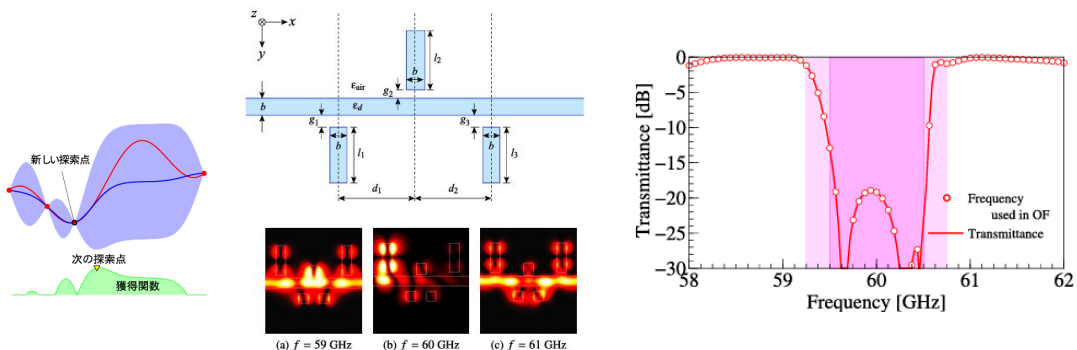 新しい探索点
次の探索点
獲得関数
z
x
y
b
l₂
ε_air
g₂
b
ε_d
g₁
g₃
b
l₁
b
l₃
d₁
d₂
(a) f = 59 GHz
(b) f = 60 GHz
(c) f = 61 GHz
Transmittance [dB]
0
−5
−10
−15
−20
−25
−30
Frequency
used in OF
Transmittance
58
59
60
61
62
Frequency [GHz]